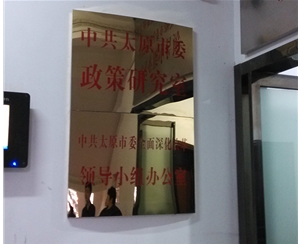 中共太原市委
政策研究室
中共太原市委全面深化改革
领导小组办公室